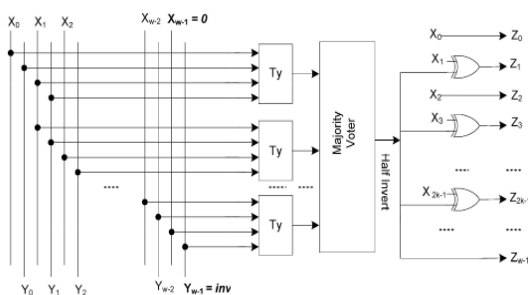 X0 X1 X2 Xw-2 Xw-1 = 0
Ty
Ty
Ty
Majority Voter
Half Invert
X0 Z0
X1 Z1
X2 Z2
X3 Z3
X2k-1 Z2k-1
Zw-1
Y0 Y1 Y2 Yw-2 Yw-1 = inv